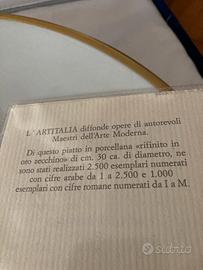 L'ARTITALIA diffonde opere di autorevoli
Maestri dell'Arte Moderna.
Di questo piatto in porcellana «rifinito in
oro zecchino» di cm. 30 ca. di diametro, ne
sono stati realizzati 2.500 esemplari numerati
con cifre arabe da 1 a 2.500 e 1.000
esemplari con cifre romane numerati da I a M.
subito